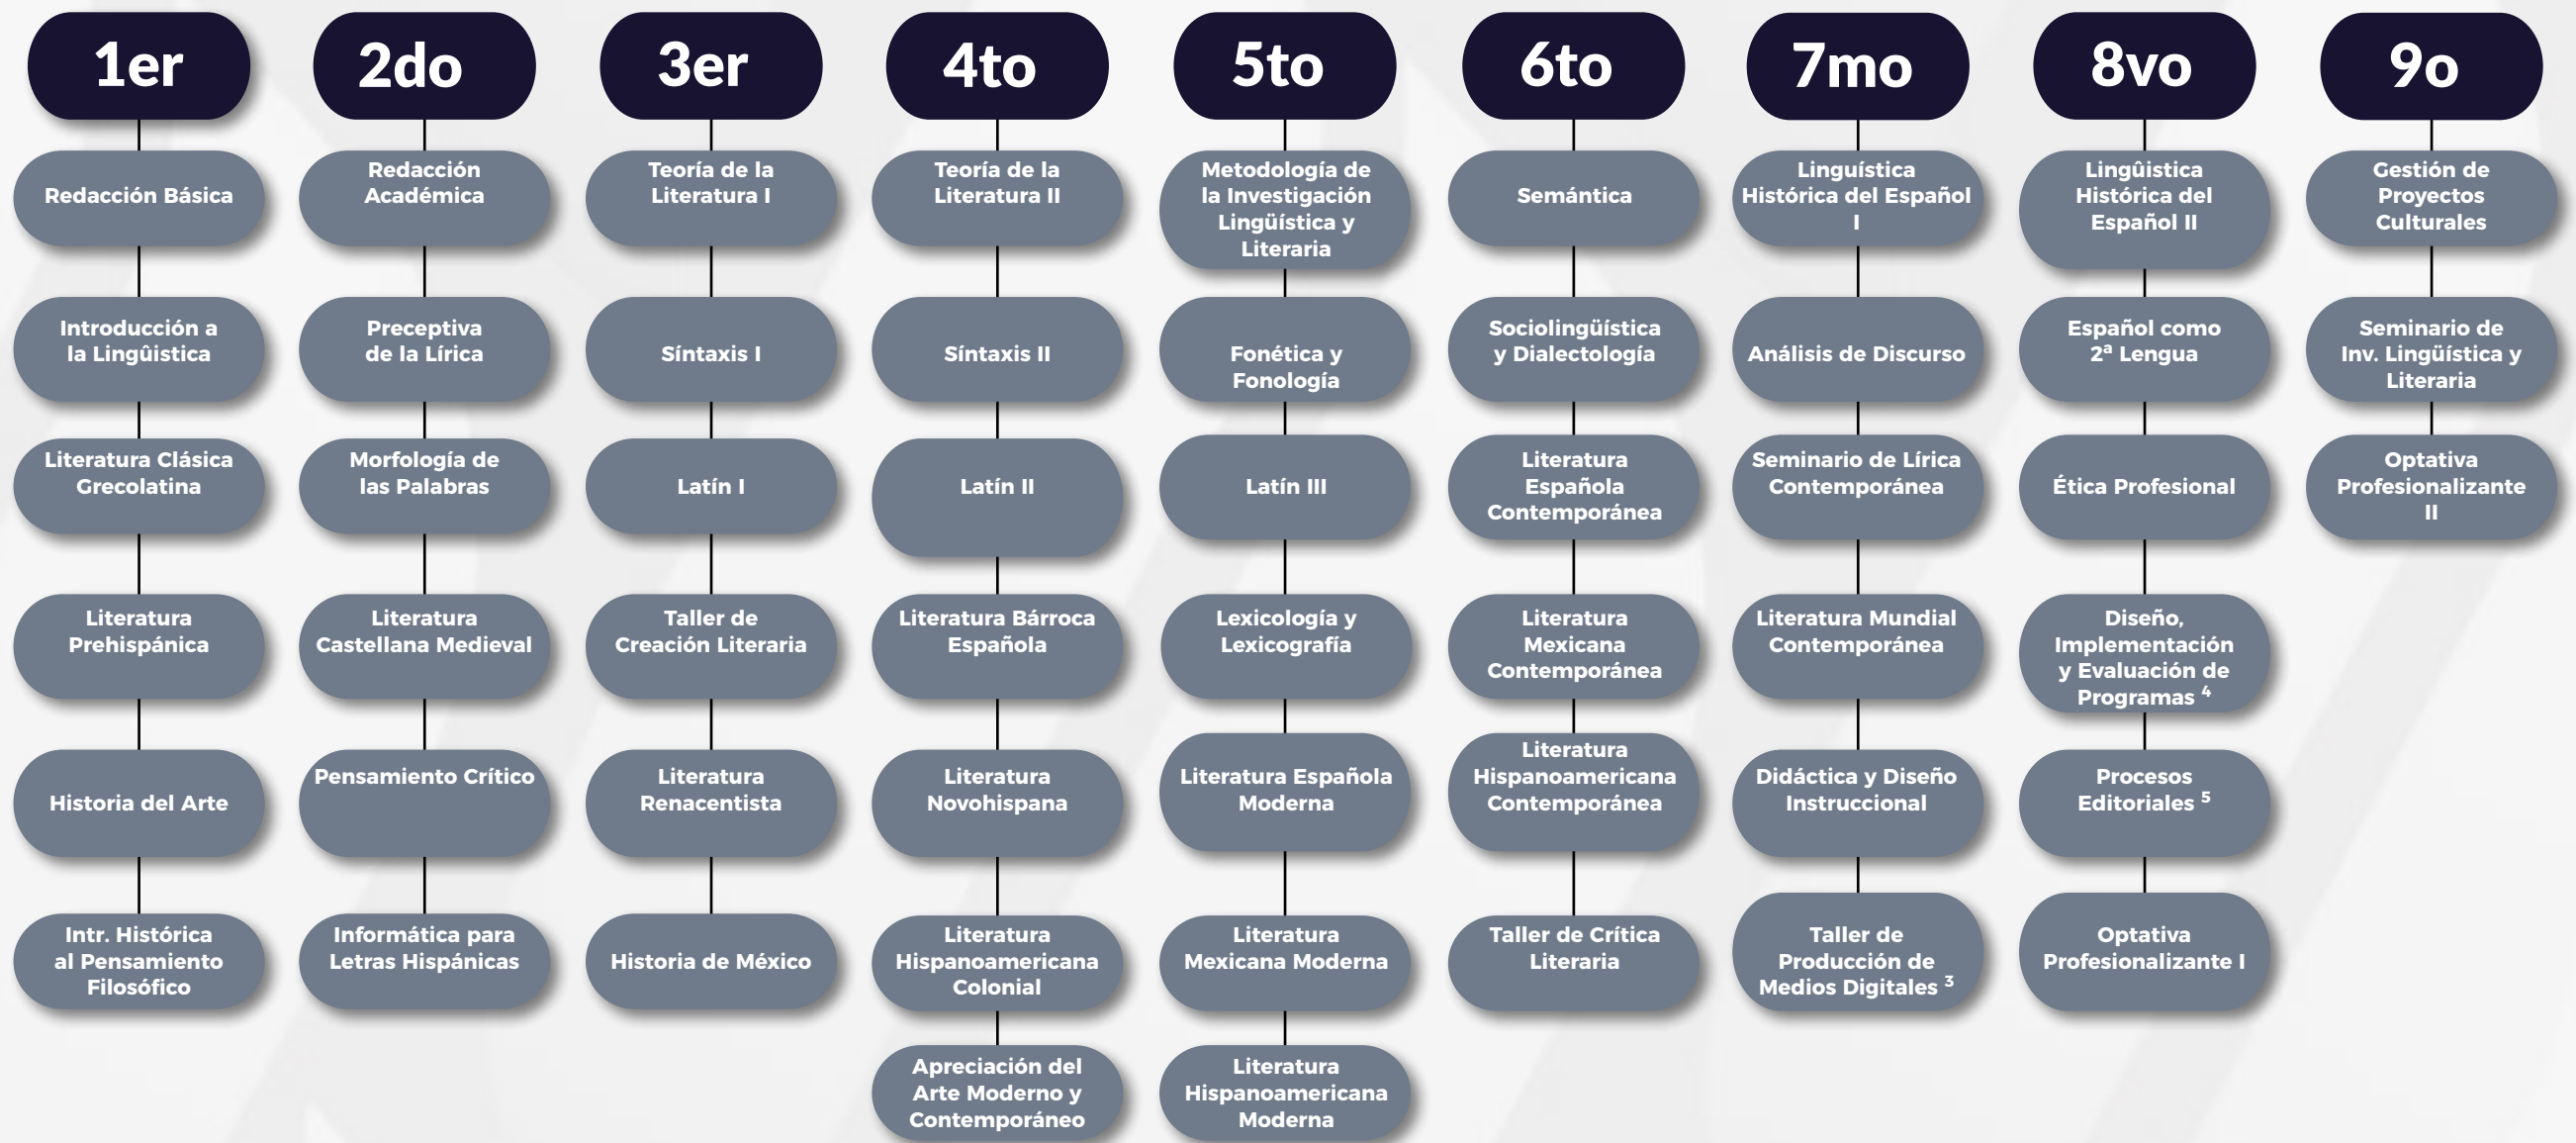 1er
Redacción Básica
Introducción a
la Lingûistica
Literatura Clásica
Grecolatina
Literatura
Prehispánica
Historia del Arte
Intr. Histórica
al Pensamiento
Filosófico
2do
Redacción
Académica
Preceptiva
de la Lírica
Morfología de
las Palabras
Literatura
Castellana Medieval
Pensamiento Crítico
Informática para
Letras Hispánicas
3er
Teoría de la
Literatura I
Síntaxis I
Latín I
Taller de
Creación Literaria
Literatura
Renacentista
Historia de México
4to
Teoría de la
Literatura II
Síntaxis II
Latín II
Literatura Bárroca
Española
Literatura
Novohispana
Literatura
Hispanoamericana
Colonial
Apreciación del
Arte Moderno y
Contemporáneo
5to
Metodología de
la Investigación
Lingüística y
Literaria
Fonética y
Fonología
Latín III
Lexicología y
Lexicografía
Literatura Española
Moderna
Literatura
Mexicana Moderna
Literatura
Hispanoamericana
Moderna
6to
Semántica
Sociolingüística
y Dialectología
Literatura
Española
Contemporánea
Literatura
Mexicana
Contemporánea
Literatura
Hispanoamericana
Contemporánea
Taller de Crítica
Literaria
7mo
Linguística
Histórica del Español
I
Análisis de Discurso
Seminario de Lírica
Contemporánea
Literatura Mundial
Contemporánea
Didáctica y Diseño
Instruccional
Taller de
Producción de
Medios Digitales ³
8vo
Lingûistica
Histórica del
Español II
Español como
2ª Lengua
Ética Profesional
Diseño,
Implementación
y Evaluación de
Programas ⁴
Procesos
Editoriales ⁵
Optativa
Profesionalizante I
9o
Gestión de
Proyectos
Culturales
Seminario de
Inv. Lingüística y
Literaria
Optativa
Profesionalizante
II